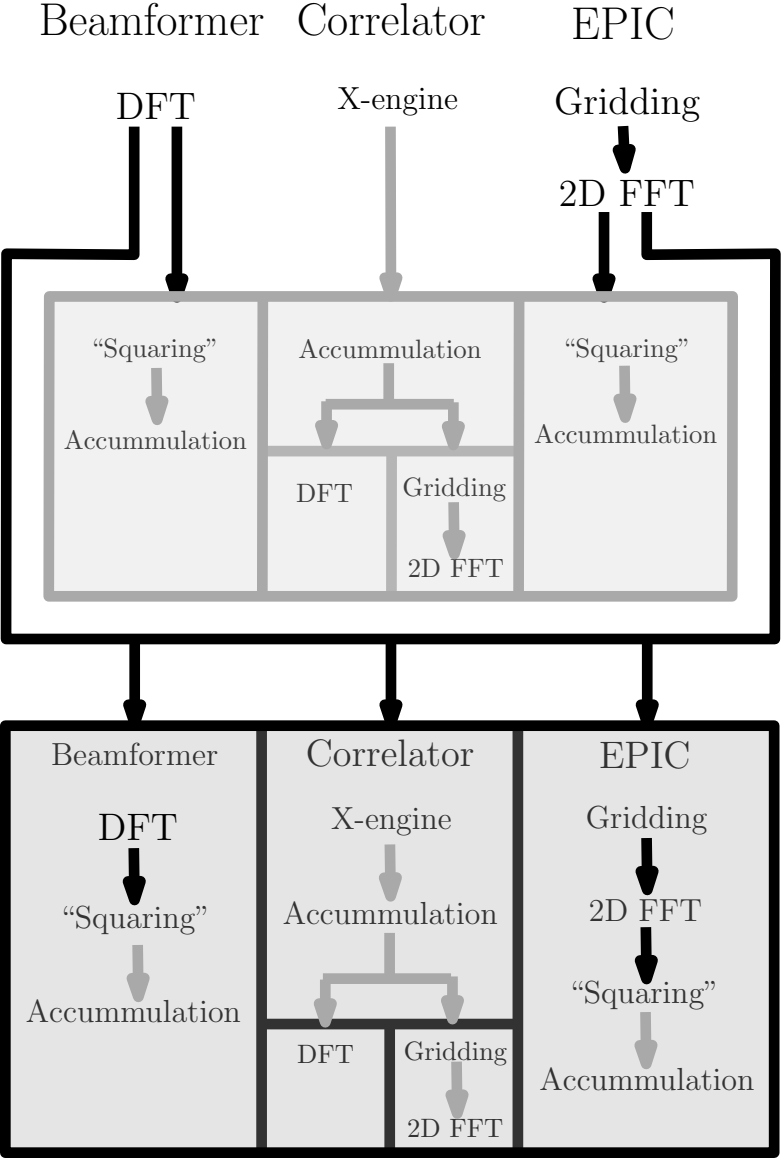 Beamformer Correlator EPIC
DFT X-engine Gridding
2D FFT
“Squaring” Accummulation “Squaring”
Accummulation Accummulation
DFT Gridding
2D FFT
Beamformer Correlator EPIC
DFT X-engine Gridding
“Squaring” Accummulation 2D FFT
Accummulation “Squaring”
DFT Gridding Accummulation
2D FFT